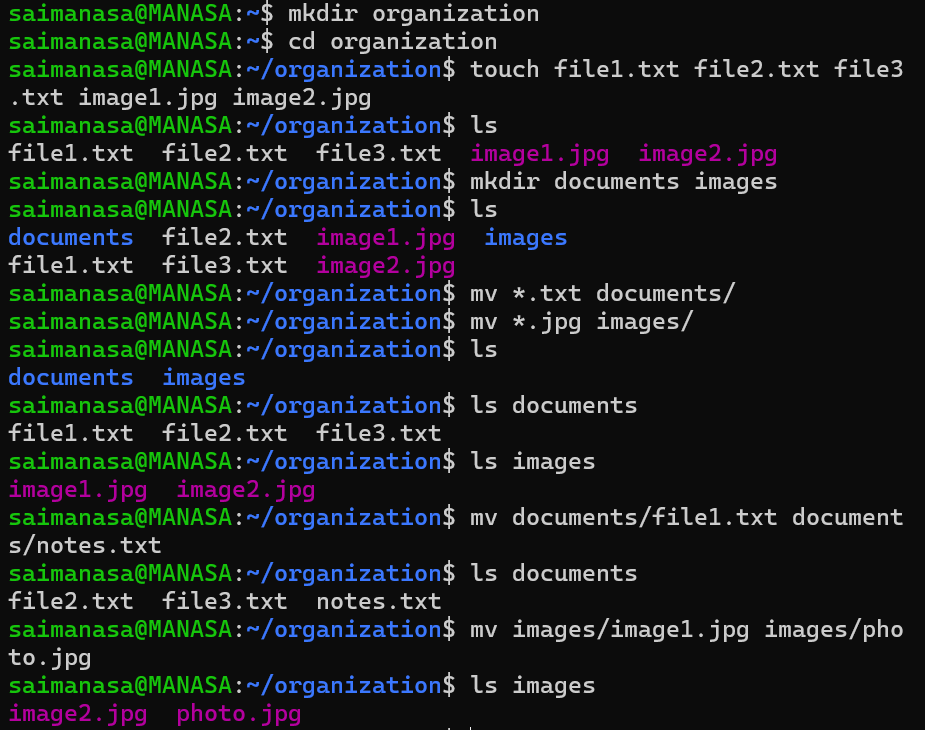 saimanasa@MANASA:~$ mkdir organization
saimanasa@MANASA:~$ cd organization
saimanasa@MANASA:~/organization$ touch file1.txt file2.txt file3
.txt image1.jpg image2.jpg
saimanasa@MANASA:~/organization$ ls
file1.txt  file2.txt  file3.txt  image1.jpg  image2.jpg
saimanasa@MANASA:~/organization$ mkdir documents images
saimanasa@MANASA:~/organization$ ls
documents  file2.txt  image1.jpg  images
file1.txt  file3.txt  image2.jpg
saimanasa@MANASA:~/organization$ mv *.txt documents/
saimanasa@MANASA:~/organization$ mv *.jpg images/
saimanasa@MANASA:~/organization$ ls
documents  images
saimanasa@MANASA:~/organization$ ls documents
file1.txt  file2.txt  file3.txt
saimanasa@MANASA:~/organization$ ls images
image1.jpg  image2.jpg
saimanasa@MANASA:~/organization$ mv documents/file1.txt document
s/notes.txt
saimanasa@MANASA:~/organization$ ls documents
file2.txt  file3.txt  notes.txt
saimanasa@MANASA:~/organization$ mv images/image1.jpg images/pho
to.jpg
saimanasa@MANASA:~/organization$ ls images
image2.jpg  photo.jpg